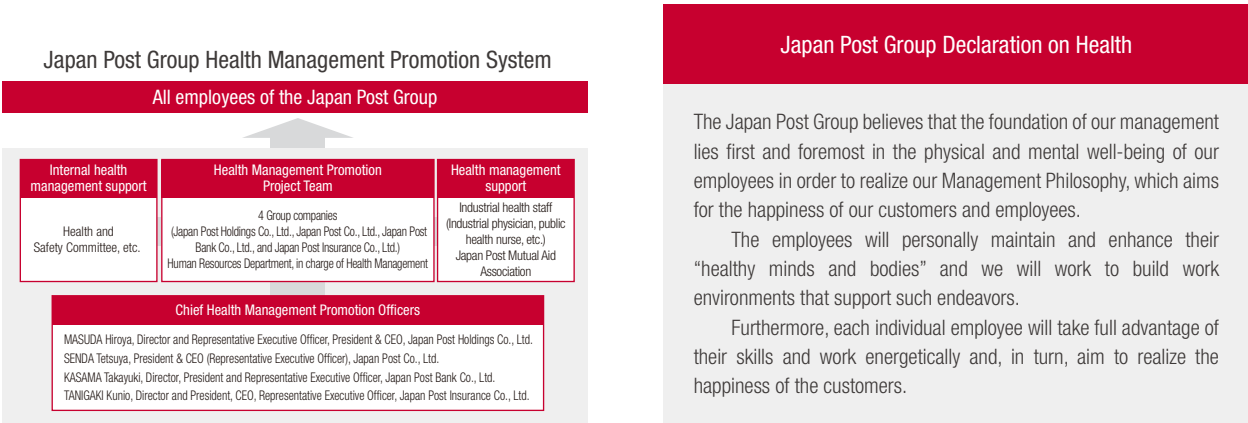 Japan Post Group Health Management Promotion System
All employees of the Japan Post Group
Internal health
management support
Health and
Safety Committee, etc.
Health Management Promotion
Project Team
4 Group companies
(Japan Post Holdings Co., Ltd., Japan Post Co., Ltd., Japan Post
Bank Co., Ltd., and Japan Post Insurance Co., Ltd.)
Human Resources Department, in charge of Health Management
Health management
support
Industrial health staff
(Industrial physician, public
health nurse, etc.)
Japan Post Mutual Aid
Association
Chief Health Management Promotion Officers
MASUDA Hiroya, Director and Representative Executive Officer, President & CEO, Japan Post Holdings Co., Ltd.
SENDA Tetsuya, President & CEO (Representative Executive Officer), Japan Post Co., Ltd.
KASAMA Takayuki, Director, President and Representative Executive Officer, Japan Post Bank Co., Ltd.
TANIGAKI Kunio, Director and President, CEO, Representative Executive Officer, Japan Post Insurance Co., Ltd.
Japan Post Group Declaration on Health
The Japan Post Group believes that the foundation of our management
lies first and foremost in the physical and mental well-being of our
employees in order to realize our Management Philosophy, which aims
for the happiness of our customers and employees.
The employees will personally maintain and enhance their
“healthy minds and bodies” and we will work to build work
environments that support such endeavors.
Furthermore, each individual employee will take full advantage of
their skills and work energetically and, in turn, aim to realize the
happiness of the customers.